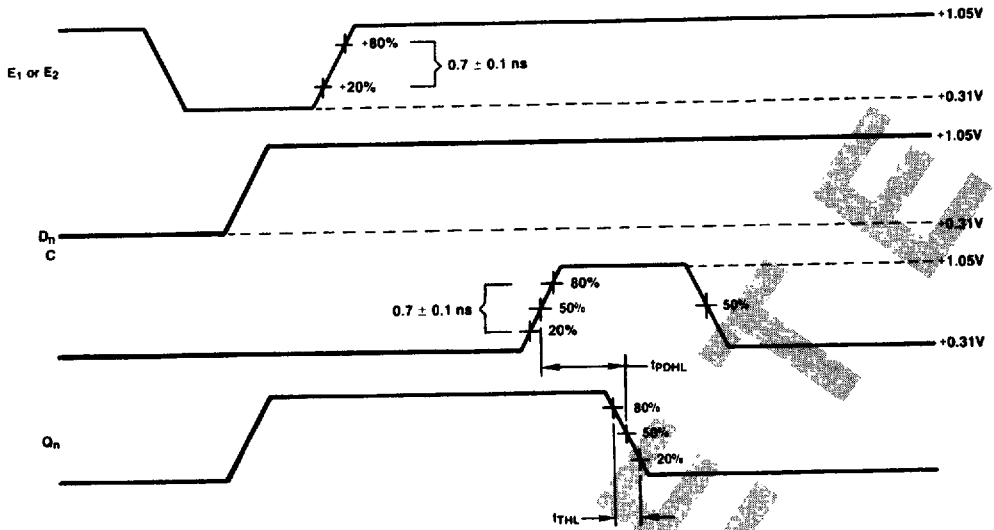 +1.05V
+80%
0.7 ± 0.1 ns
E1 or E2
+20%
+0.31V
+1.05V
Dn
+0.31V
C
+1.05V
80%
0.7 ± 0.1 ns
50%
50%
20%
+0.31V
tPDHL
80%
Qn
50%
20%
tTHL